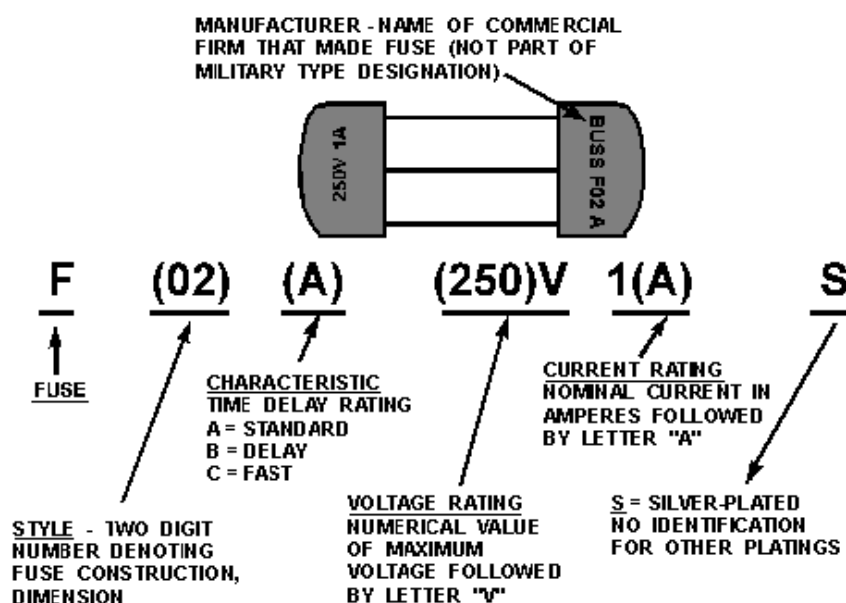 MANUFACTURER - NAME OF COMMERCIAL
FIRM THAT MADE FUSE (NOT PART OF
MILITARY TYPE DESIGNATION)
250V 1A
BUSS F02 A
F (02) (A) (250)V 1(A) S
FUSE
CHARACTERISTIC
TIME DELAY RATING
A = STANDARD
B = DELAY
C = FAST
CURRENT RATING
NOMINAL CURRENT IN
AMPERES FOLLOWED
BY LETTER "A"
STYLE - TWO DIGIT
NUMBER DENOTING
FUSE CONSTRUCTION,
DIMENSION
VOLTAGE RATING
NUMERICAL VALUE
OF MAXIMUM
VOLTAGE FOLLOWED
BY LETTER "V"
S = SILVER-PLATED
NO IDENTIFICATION
FOR OTHER PLATINGS